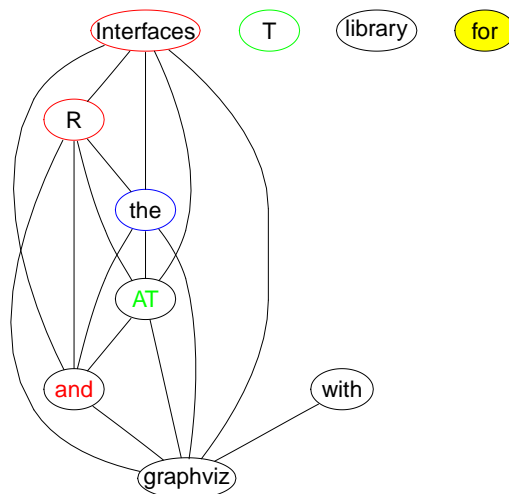 Interfaces T library for
R
the
AT
and with
graphviz